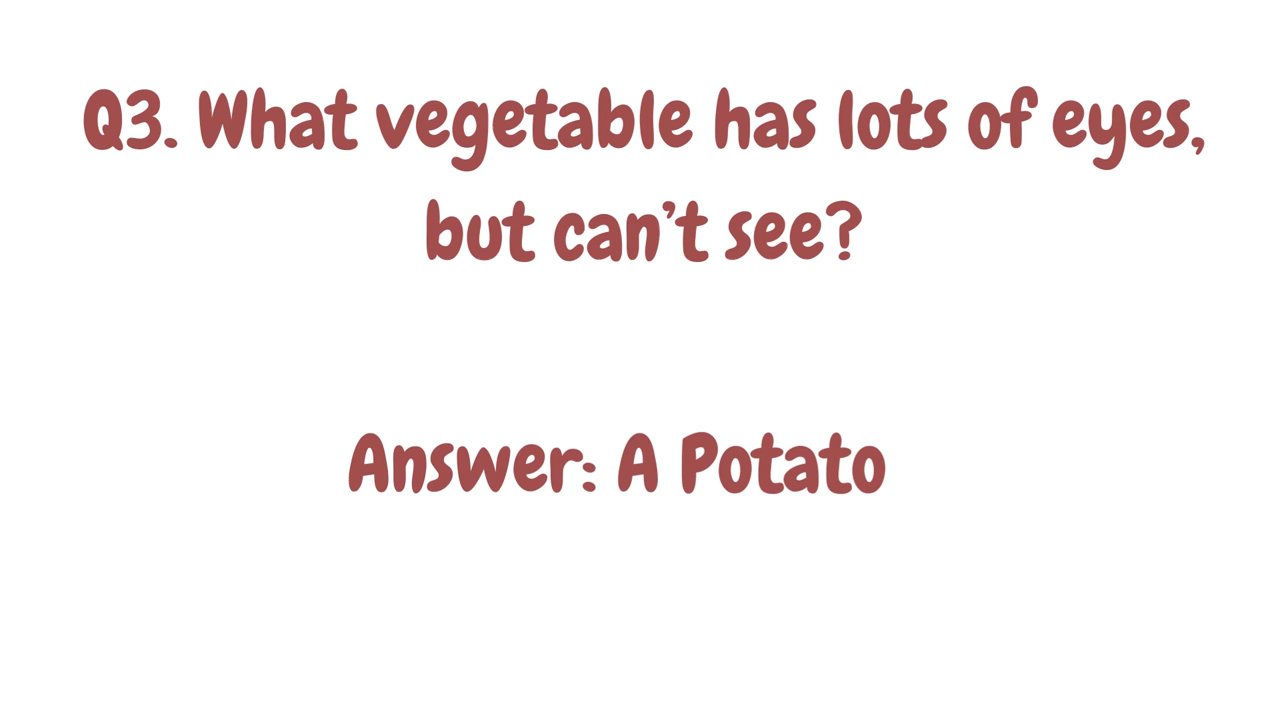 Q3. What vegetable has lots of eyes,
but can’t see?
Answer: A Potato